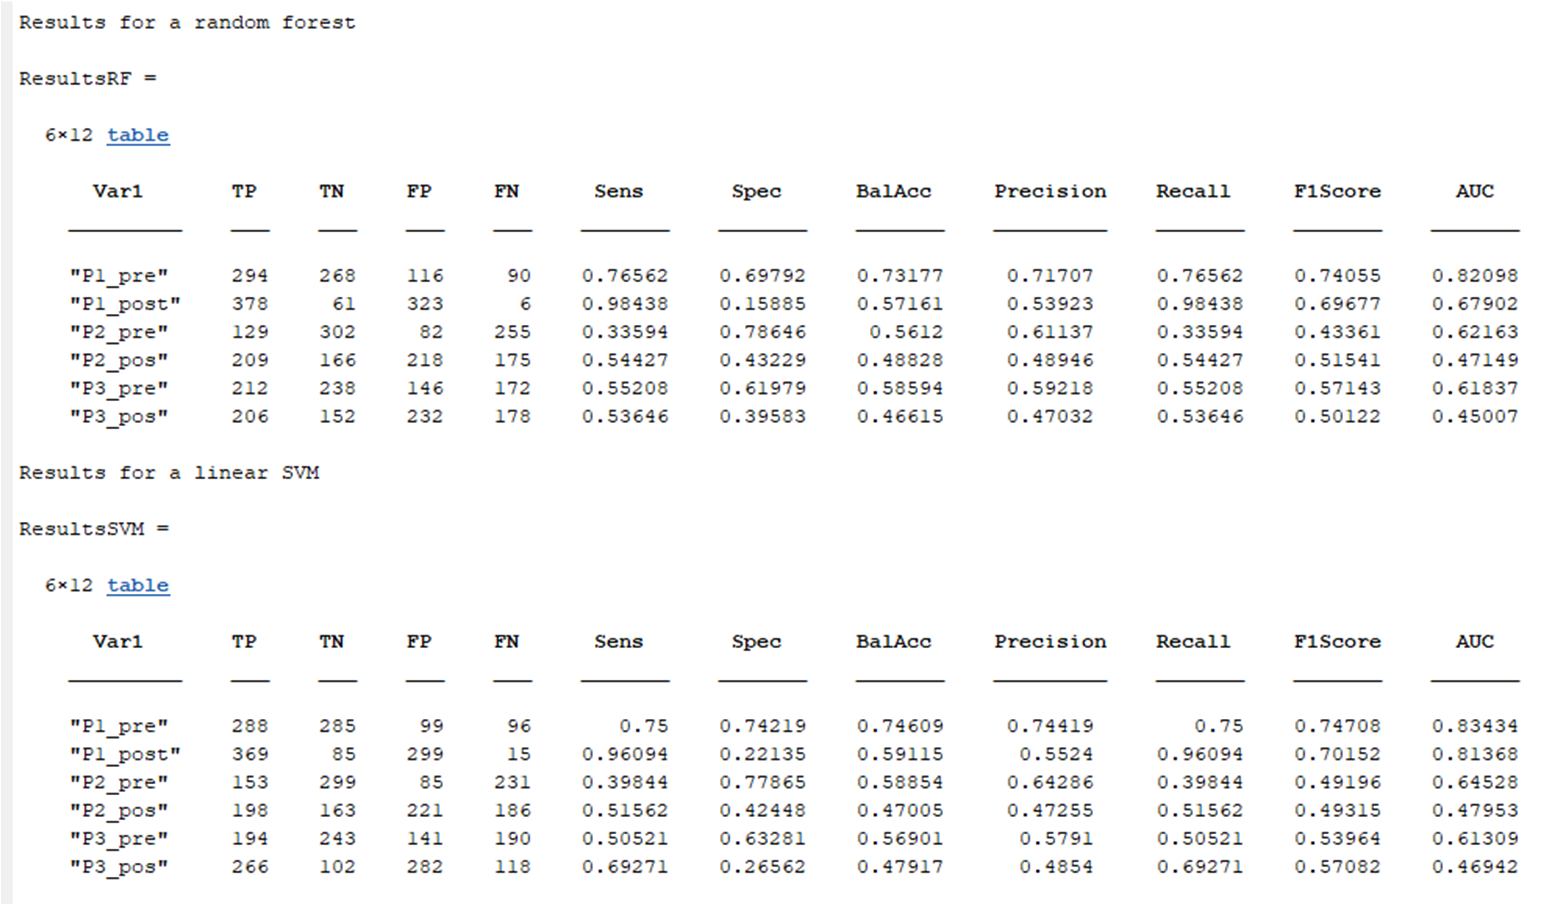 Results for a random forest
ResultsRF =
6×12 table
Var1 TP TN FP FN Sens Spec BalAcc Precision Recall F1Score AUC
"P1_pre" 294 268 116 90 0.76562 0.69792 0.73177 0.71707 0.76562 0.74055 0.82098
"P1_post" 378 61 323 6 0.98438 0.15885 0.57161 0.53923 0.98438 0.69677 0.67902
"P2_pre" 129 302 82 255 0.33594 0.78646 0.5612 0.61137 0.33594 0.43361 0.62163
"P2_pos" 209 166 218 175 0.54427 0.43229 0.48828 0.48946 0.54427 0.51541 0.47149
"P3_pre" 212 238 146 172 0.55208 0.61979 0.58594 0.59218 0.55208 0.57143 0.61837
"P3_pos" 206 152 232 178 0.53646 0.39583 0.46615 0.47032 0.53646 0.50122 0.45007
Results for a linear SVM
ResultsSVM =
6×12 table
Var1 TP TN FP FN Sens Spec BalAcc Precision Recall F1Score AUC
"P1_pre" 288 285 99 96 0.75 0.74219 0.74609 0.74419 0.75 0.74708 0.83434
"P1_post" 369 85 299 15 0.96094 0.22135 0.59115 0.5524 0.96094 0.70152 0.81368
"P2_pre" 153 299 85 231 0.39844 0.77865 0.58854 0.64286 0.39844 0.49196 0.64528
"P2_pos" 198 163 221 186 0.51562 0.42448 0.47005 0.47255 0.51562 0.49315 0.47953
"P3_pre" 194 243 141 190 0.50521 0.63281 0.56901 0.5791 0.50521 0.53964 0.61309
"P3_pos" 266 102 282 118 0.69271 0.26562 0.47917 0.4854 0.69271 0.57082 0.46942